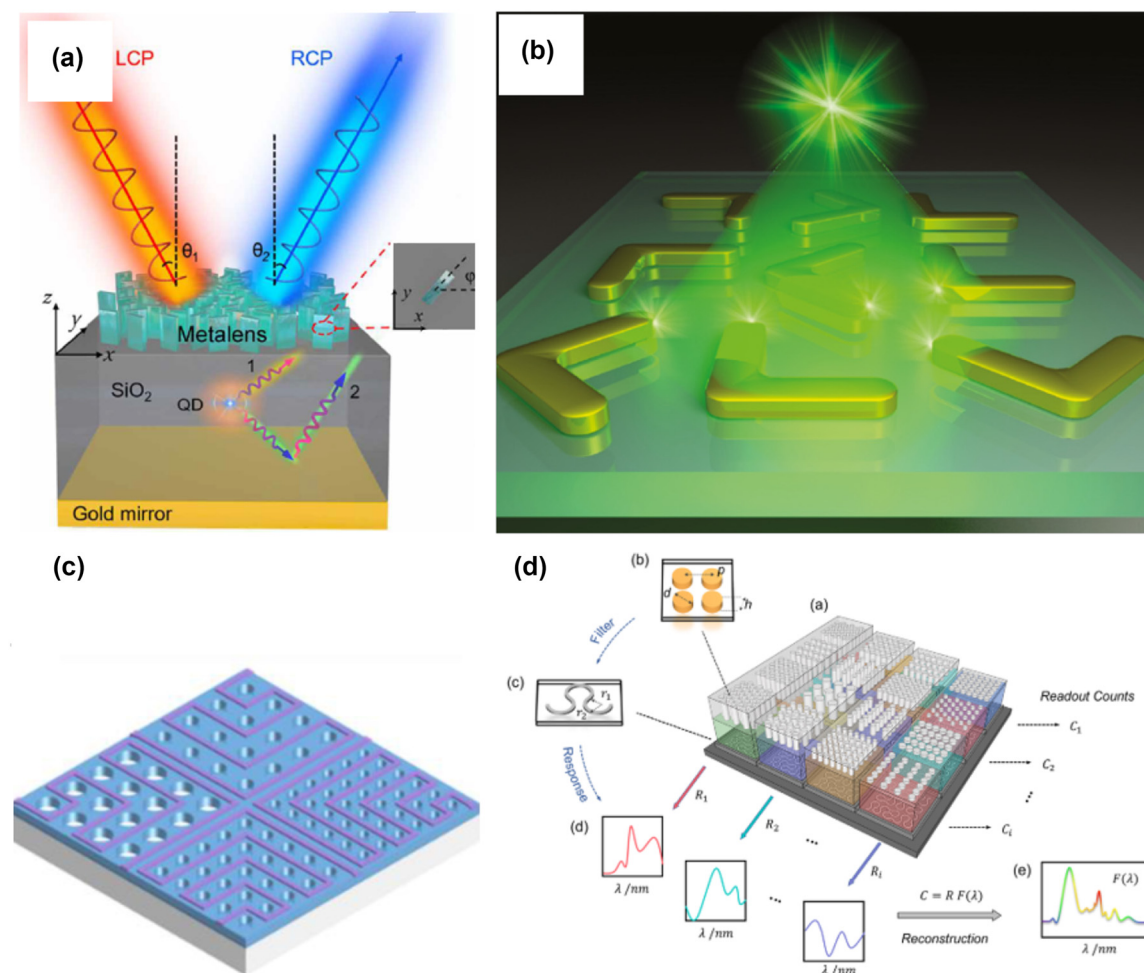 (a)
LCP
RCP
θ1
θ2
φ
y
x
z
y
x
Metalens
SiO2
QD
1
2
Gold mirror
(b)
(c)
(d)
(b)
p
d
h
Filter
(a)
(c)
r1
r2
Readout Counts
C1
C2
Ci
Response
R1
R2
...
Ri
(d)
λ /nm
λ /nm
...
λ /nm
C = R F(λ)
Reconstruction
(e)
F(λ)
λ /nm